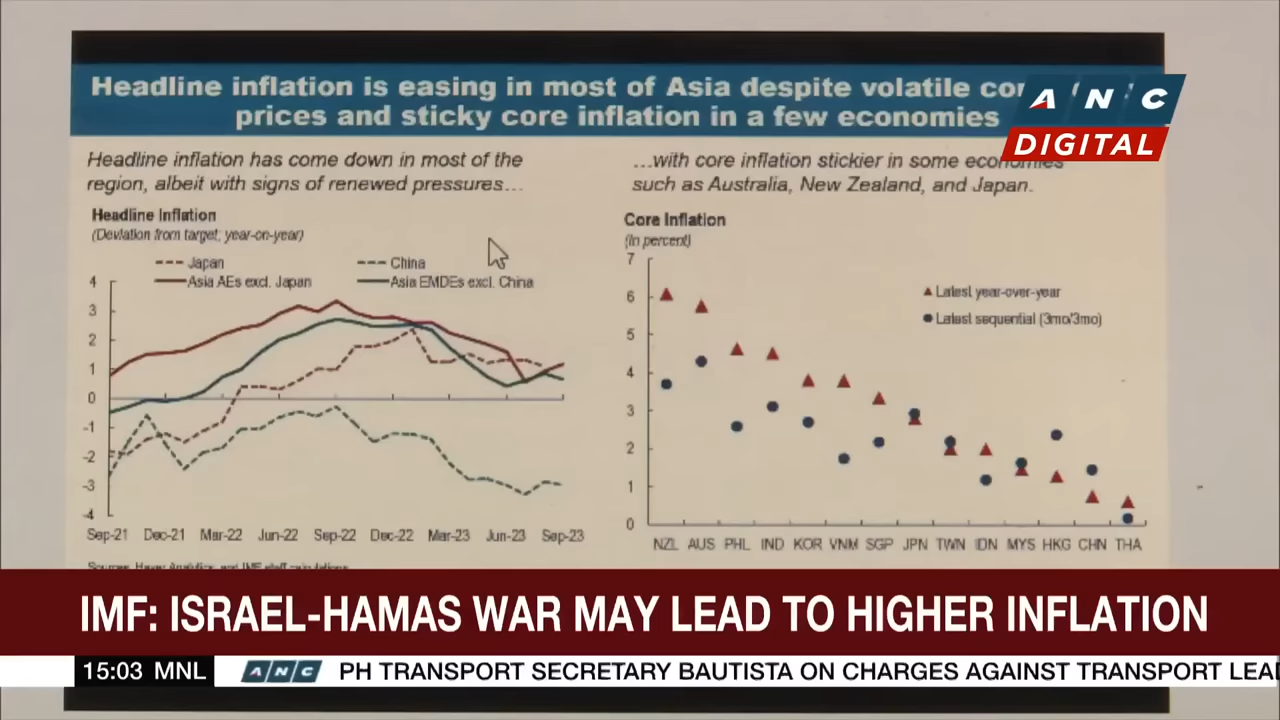 Headline inflation is easing in most of Asia despite volatile
prices and sticky core inflation in a few economies
ANC
DIGITAL
Headline inflation has come down in most of the
region, albeit with signs of renewed pressures...
...with core inflation stickier in some economies
such as Australia, New Zealand, and Japan.
Headline Inflation
(Deviation from target; year-on-year)
Japan
China
Asia AEs excl. Japan
Asia EMDEs excl. China
4
3
2
1
0
-1
-2
-3
-4
Sep-21 Dec-21 Mar-22 Jun-22 Sep-22 Dec-22 Mar-23 Jun-23 Sep-23
Core Inflation
(In percent)
Latest year-over-year
Latest sequential (3mo/3mo)
7
6
5
4
3
2
1
0
NZL AUS PHL IND KOR VNM SGP JPN TWN IDN MYS HKG CHN THA
IMF: ISRAEL-HAMAS WAR MAY LEAD TO HIGHER INFLATION
15:03 MNL
ANC
PH TRANSPORT SECRETARY BAUTISTA ON CHARGES AGAINST TRANSPORT